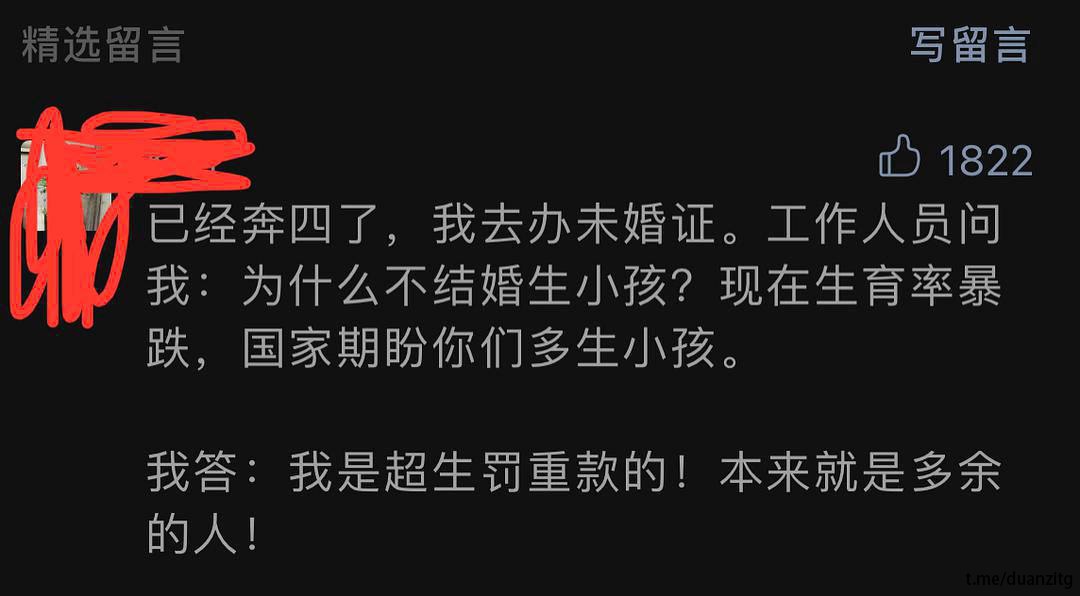 精选留言
写留言
1822
已经奔四了，我去办未婚证。工作人员问
我：为什么不结婚生小孩？现在生育率暴
跌，国家期盼你们多生小孩。
我答：我是超生罚重款的！本来就是多余
的人！
t.me/duanzitg